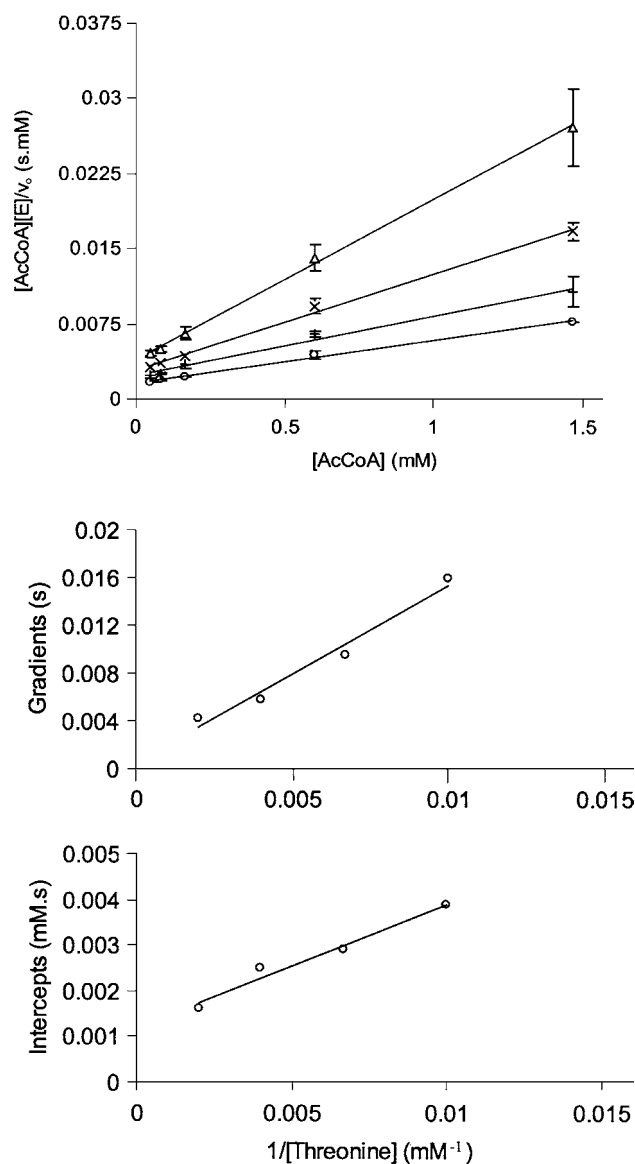 0.0375
0.03
0.0225
0.015
0.0075
0
[AcCoA][E]/vₒ (s.mM)
0 0.5 1 1.5
[AcCoA] (mM)
0.02
0.016
0.012
0.008
0.004
0
Gradients (s)
0 0.005 0.01 0.015
0.005
0.004
0.003
0.002
0.001
0
Intercepts (mM.s)
0 0.005 0.01 0.015
1/[Threonine] (mM⁻¹)